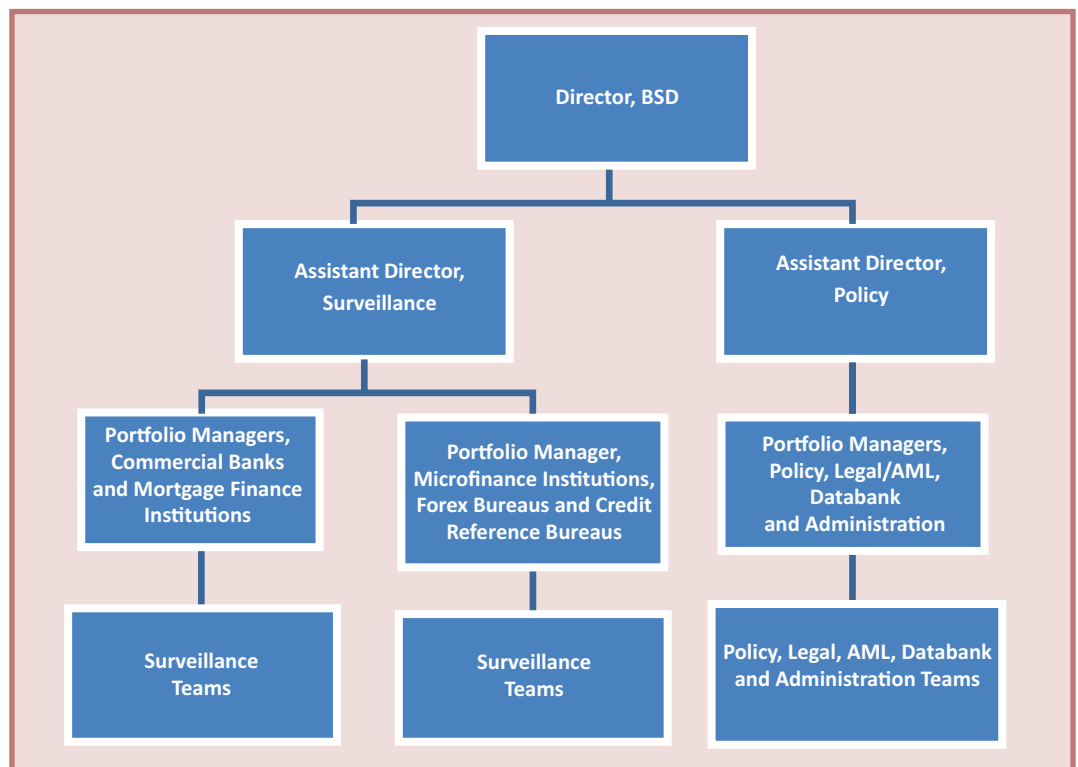 Director, BSD
Assistant Director,
Surveillance
Assistant Director,
Policy
Portfolio Managers,
Commercial Banks
and Mortgage Finance
Institutions
Portfolio Manager,
Microfinance Institutions,
Forex Bureaus and Credit
Reference Bureaus
Portfolio Managers,
Policy, Legal/AML,
Databank
and Administration
Surveillance
Teams
Surveillance
Teams
Policy, Legal, AML, Databank
and Administration Teams